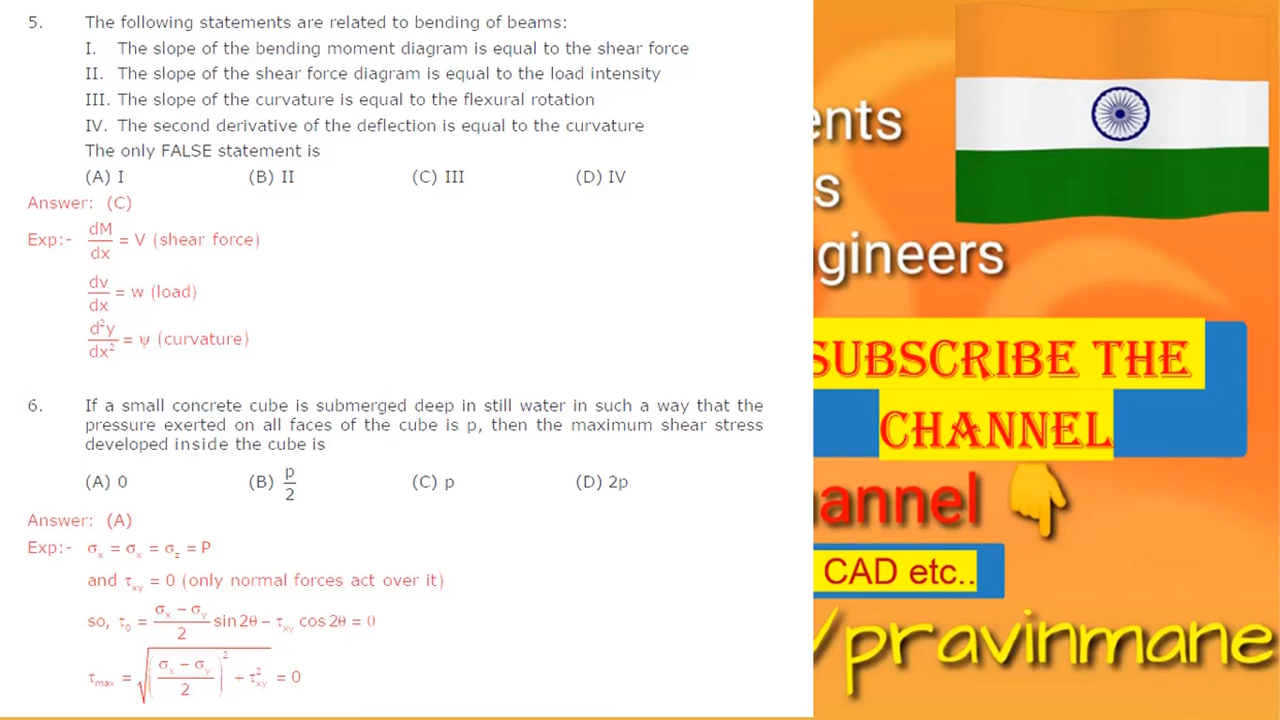 5. The following statements are related to bending of beams:
I. The slope of the bending moment diagram is equal to the shear force
II. The slope of the shear force diagram is equal to the load intensity
III. The slope of the curvature is equal to the flexural rotation
IV. The second derivative of the deflection is equal to the curvature
The only FALSE statement is
(A) I (B) II (C) III (D) IV
Answer: (C)
Exp:- dM/dx = V (shear force)
dv/dx = w (load)
d²y/dx² = ψ (curvature)
6. If a small concrete cube is submerged deep in still water in such a way that the
pressure exerted on all faces of the cube is p, then the maximum shear stress
developed inside the cube is
(A) 0 (B) p/2 (C) p (D) 2p
Answer: (A)
Exp:- σx = σx = σz = P
and τxy = 0 (only normal forces act over it)
so, τ0 = (σx − σy)/2 sin 2θ − τxy cos 2θ = 0
τmax = √(((σx − σy)/2)² + τ²xy) = 0
ents
s
gineers
SUBSCRIBE THE
CHANNEL
annel
CAD etc..
/pravinmane